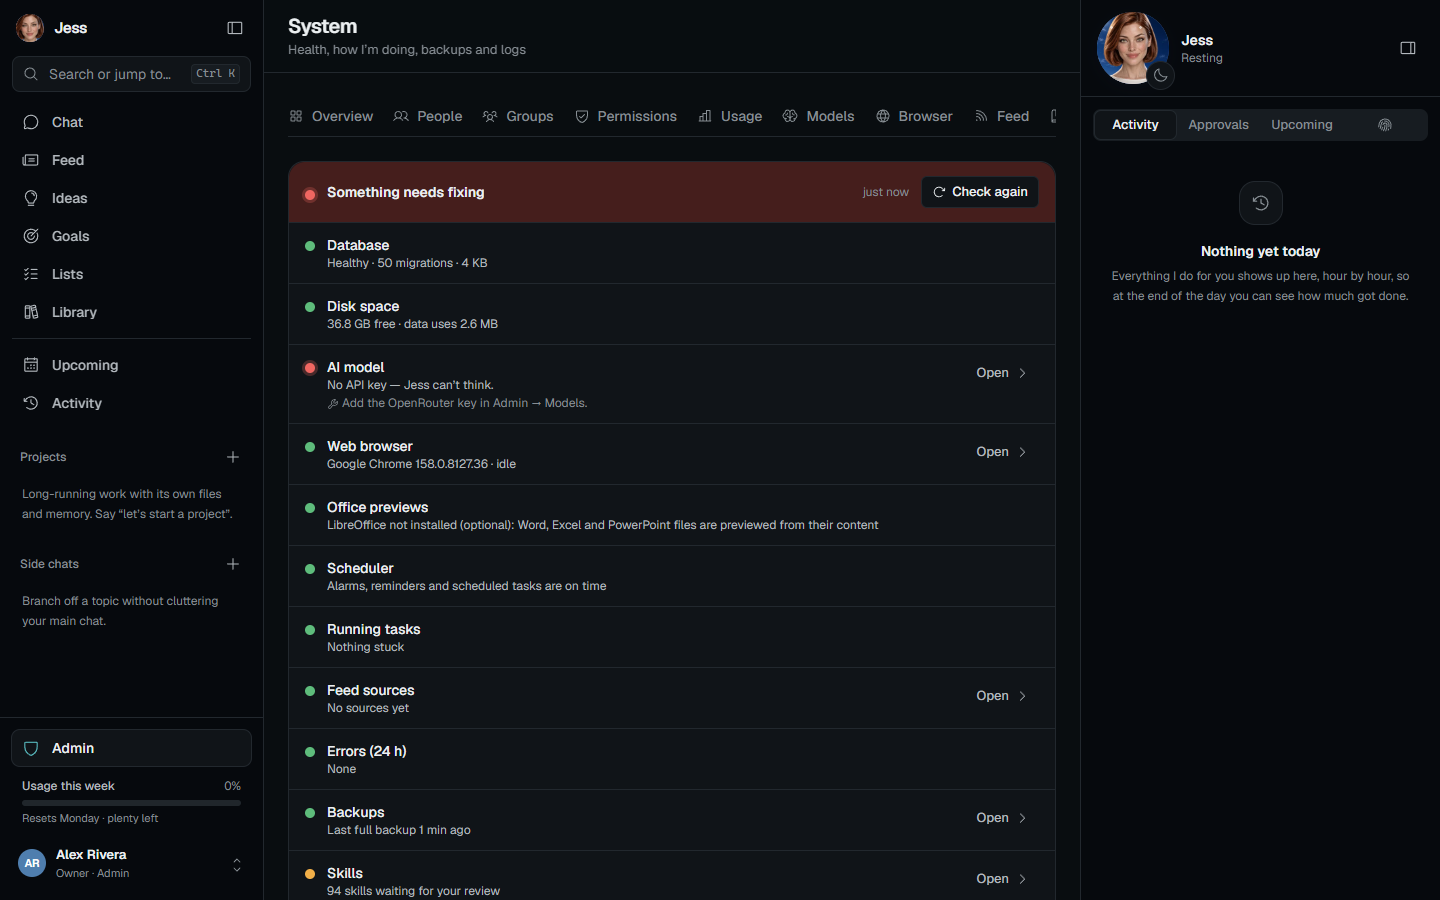 Jess
Search or jump to...
Ctrl K
Chat
Feed
Ideas
Goals
Lists
Library
Upcoming
Activity
Projects
Long-running work with its own files
and memory. Say “let’s start a project”.
Side chats
Branch off a topic without cluttering
your main chat.
Admin
Usage this week
0%
Resets Monday · plenty left
AR
Alex Rivera
Owner · Admin
System
Health, how I’m doing, backups and logs
Overview
People
Groups
Permissions
Usage
Models
Browser
Feed
Something needs fixing
just now
Check again
Database
Healthy · 50 migrations · 4 KB
Disk space
36.8 GB free · data uses 2.6 MB
AI model
No API key — Jess can’t think.
Add the OpenRouter key in Admin → Models.
Open
Web browser
Google Chrome 158.0.8127.36 · idle
Open
Office previews
LibreOffice not installed (optional): Word, Excel and PowerPoint files are previewed from their content
Scheduler
Alarms, reminders and scheduled tasks are on time
Running tasks
Nothing stuck
Feed sources
No sources yet
Open
Errors (24 h)
None
Backups
Last full backup 1 min ago
Open
Skills
94 skills waiting for your review
Open
Jess
Resting
Activity
Approvals
Upcoming
Nothing yet today
Everything I do for you shows up here, hour by hour, so
at the end of the day you can see how much got done.